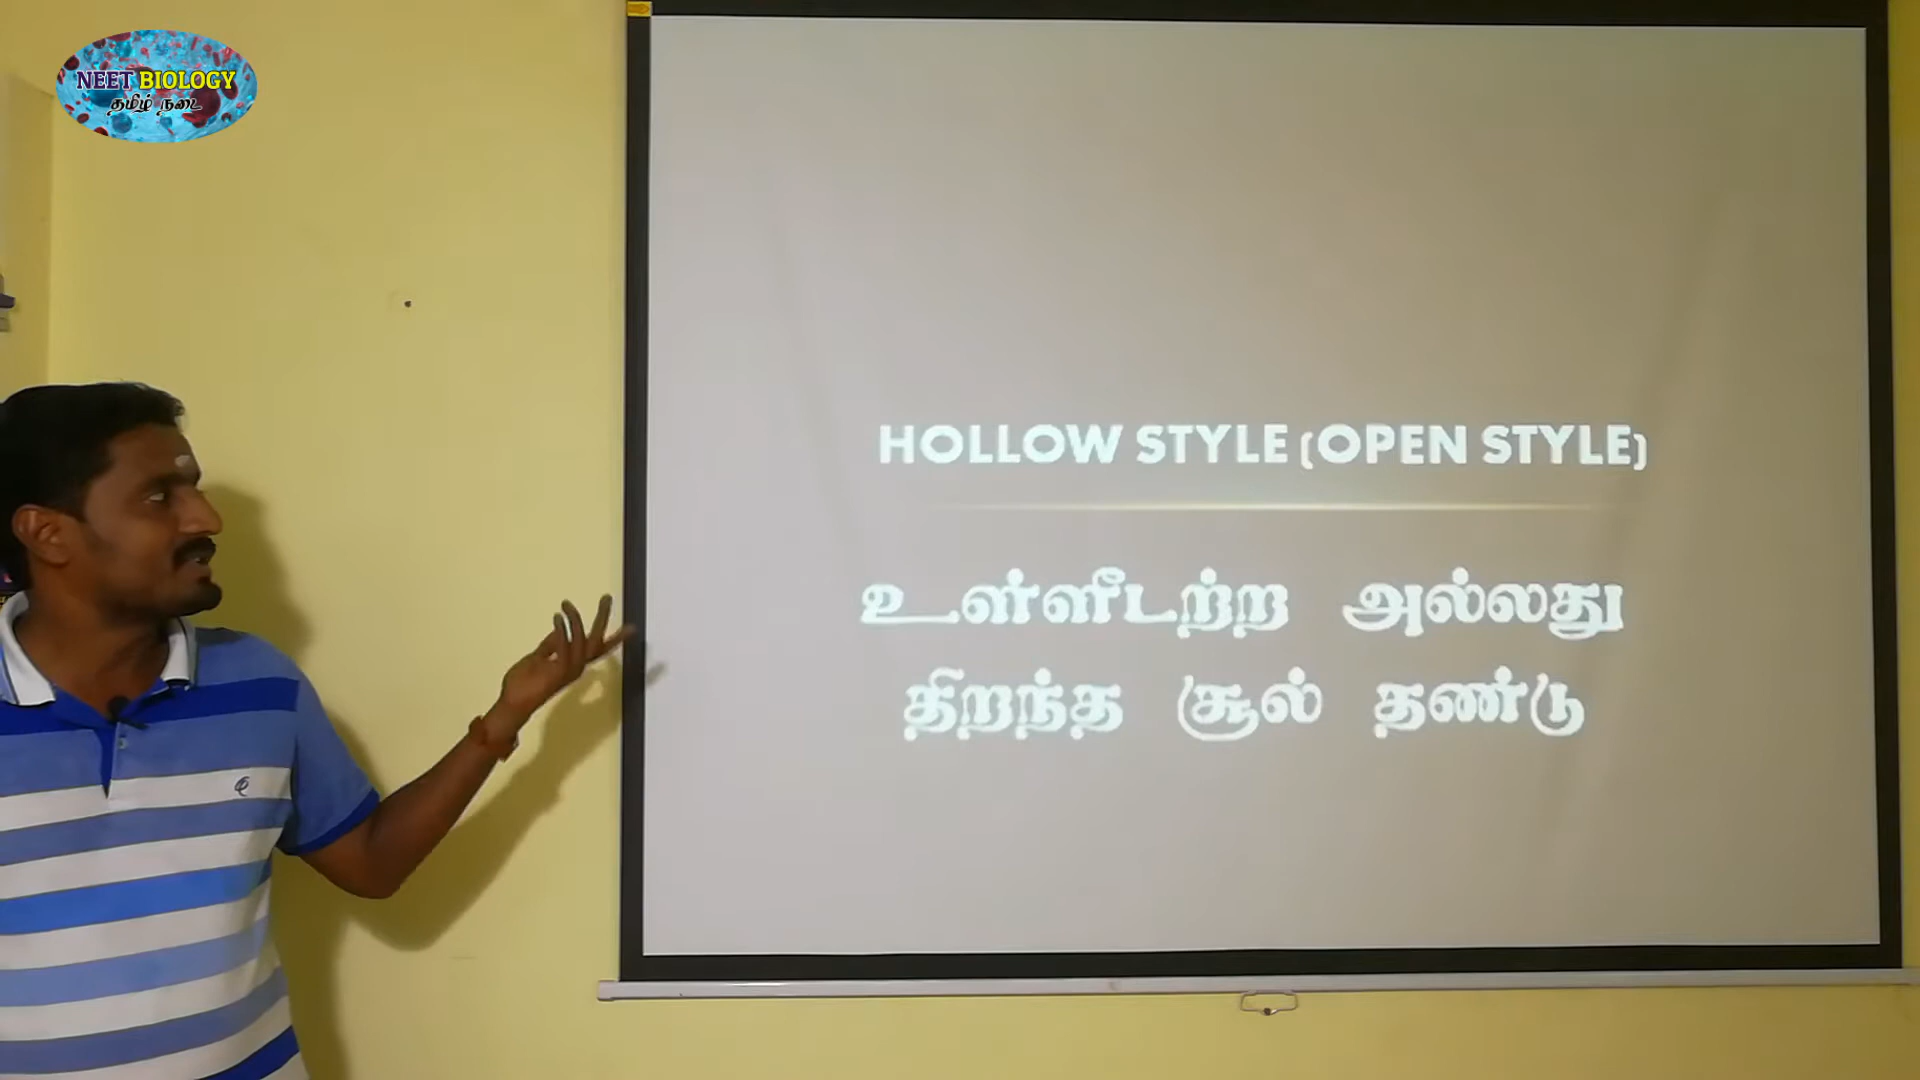 NEET BIOLOGY
தமிழ் நடை
HOLLOW STYLE (OPEN STYLE)
உள்ளீடற்ற அல்லது
திறந்த சூல் தண்டு